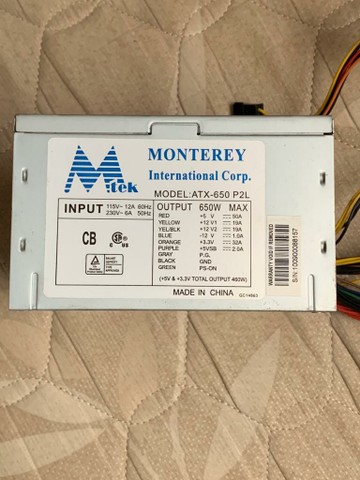 Mtek
MONTEREY
International Corp.
MODEL:ATX-650 P2L
INPUT 115V~ 12A 60Hz
230V~ 6A 50Hz
CB
OUTPUT 650W MAX
RED +5 V 50A
YELLOW +12 V1 19A
YEL/BLK +12 V2 19A
BLUE -12 V 1.0A
ORANGE +3.3V 32A
PURPLE +5VSB 2.0A
GRAY P.G.
BLACK GND
GREEN PS-ON
(+5V & +3.3V TOTAL OUTPUT 460W)
MADE IN CHINA
WARRANTY VOID IF REMOVED